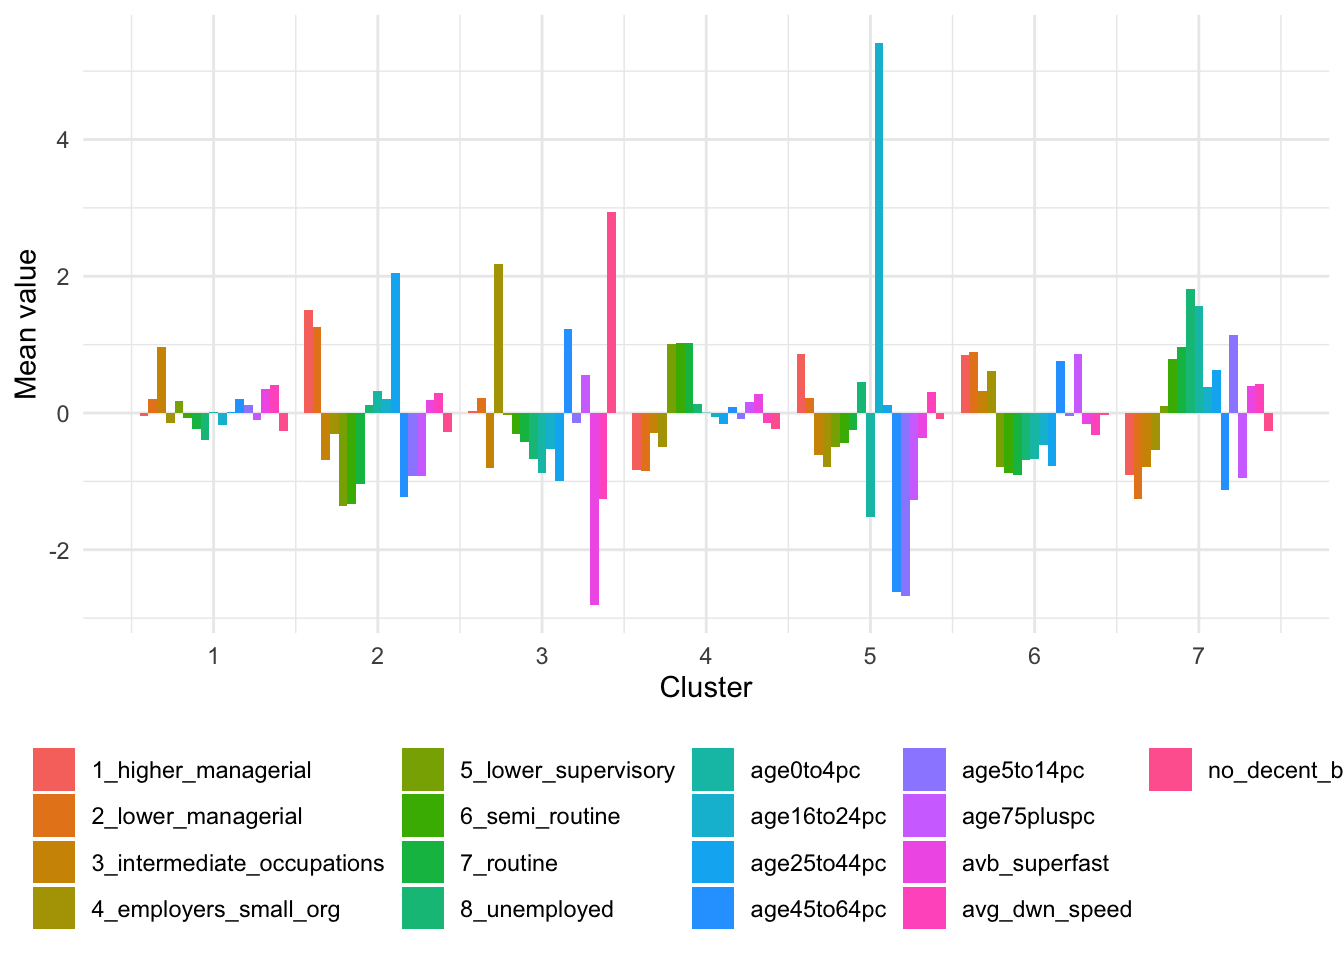 4
2
0
-2
Mean value
1 2 3 4 5 6 7
Cluster
1_higher_managerial 5_lower_supervisory age0to4pc age5to14pc no_decent_b
2_lower_managerial 6_semi_routine age16to24pc age75pluspc
3_intermediate_occupations 7_routine age25to44pc avb_superfast
4_employers_small_org 8_unemployed age45to64pc avg_dwn_speed